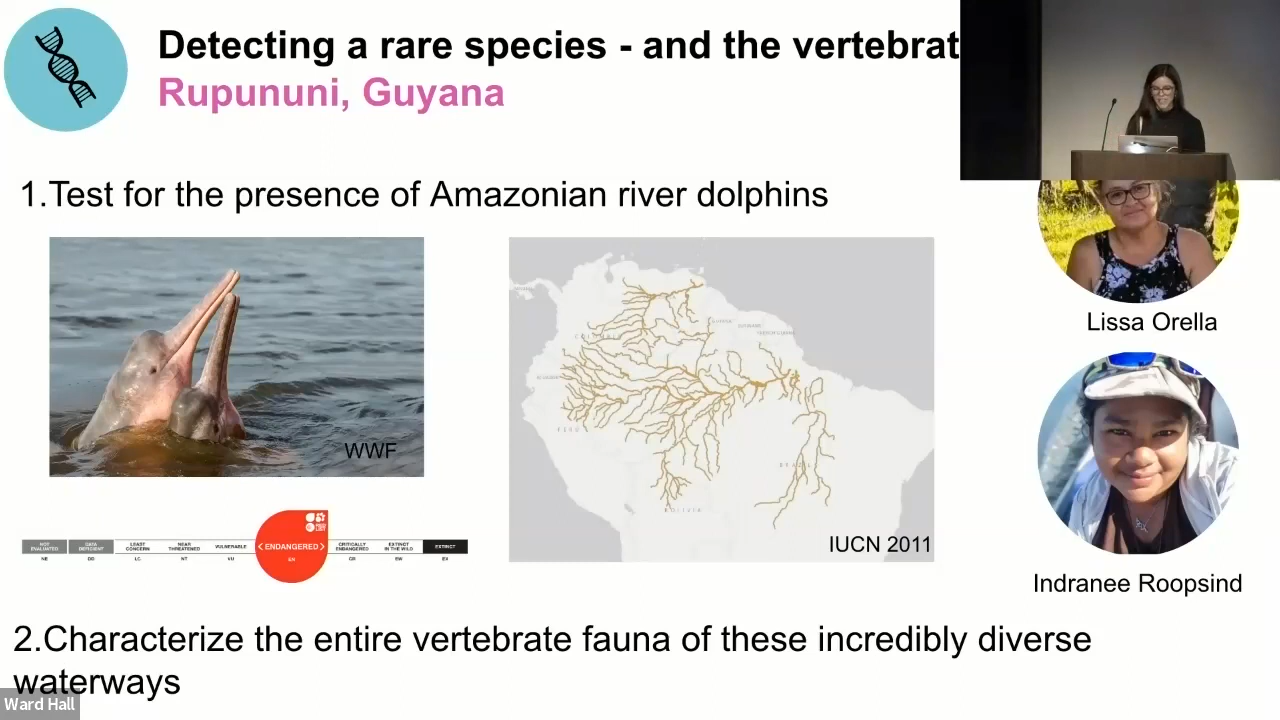 Detecting a rare species - and the vertebrat
Rupununi, Guyana
1.Test for the presence of Amazonian river dolphins
WWF
IUCN 2011
Lissa Orella
Indranee Roopsind
NOT EVALUATED
DATA DEFICIENT
LEAST CONCERN
NEAR THREATENED
VULNERABLE
<ENDANGERED>
CRITICALLY ENDANGERED
EXTINCT IN THE WILD
EXTINCT
NE
DD
LC
NT
VU
EN
CR
EW
EX
PERU
BRAZIL
BOLIVIA
2.Characterize the entire vertebrate fauna of these incredibly diverse
waterways
Ward Hall